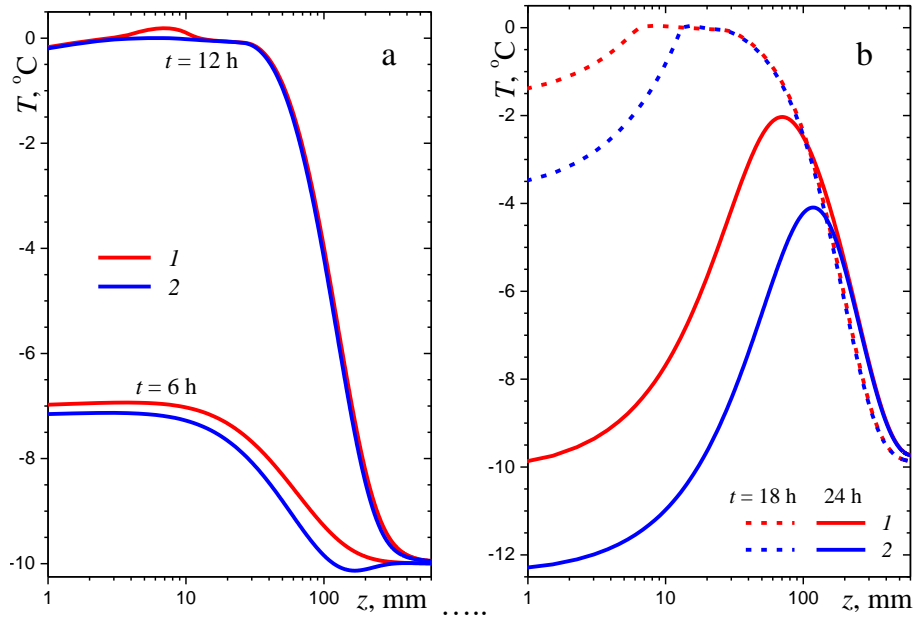 a
T, °C
0
-2
-4
-6
-8
-10
t = 12 h
1
2
t = 6 h
1
10
100
z, mm
.....
b
T, °C
0
-2
-4
-6
-8
-10
-12
t = 18 h 24 h
1
2
1
10
100
z, mm